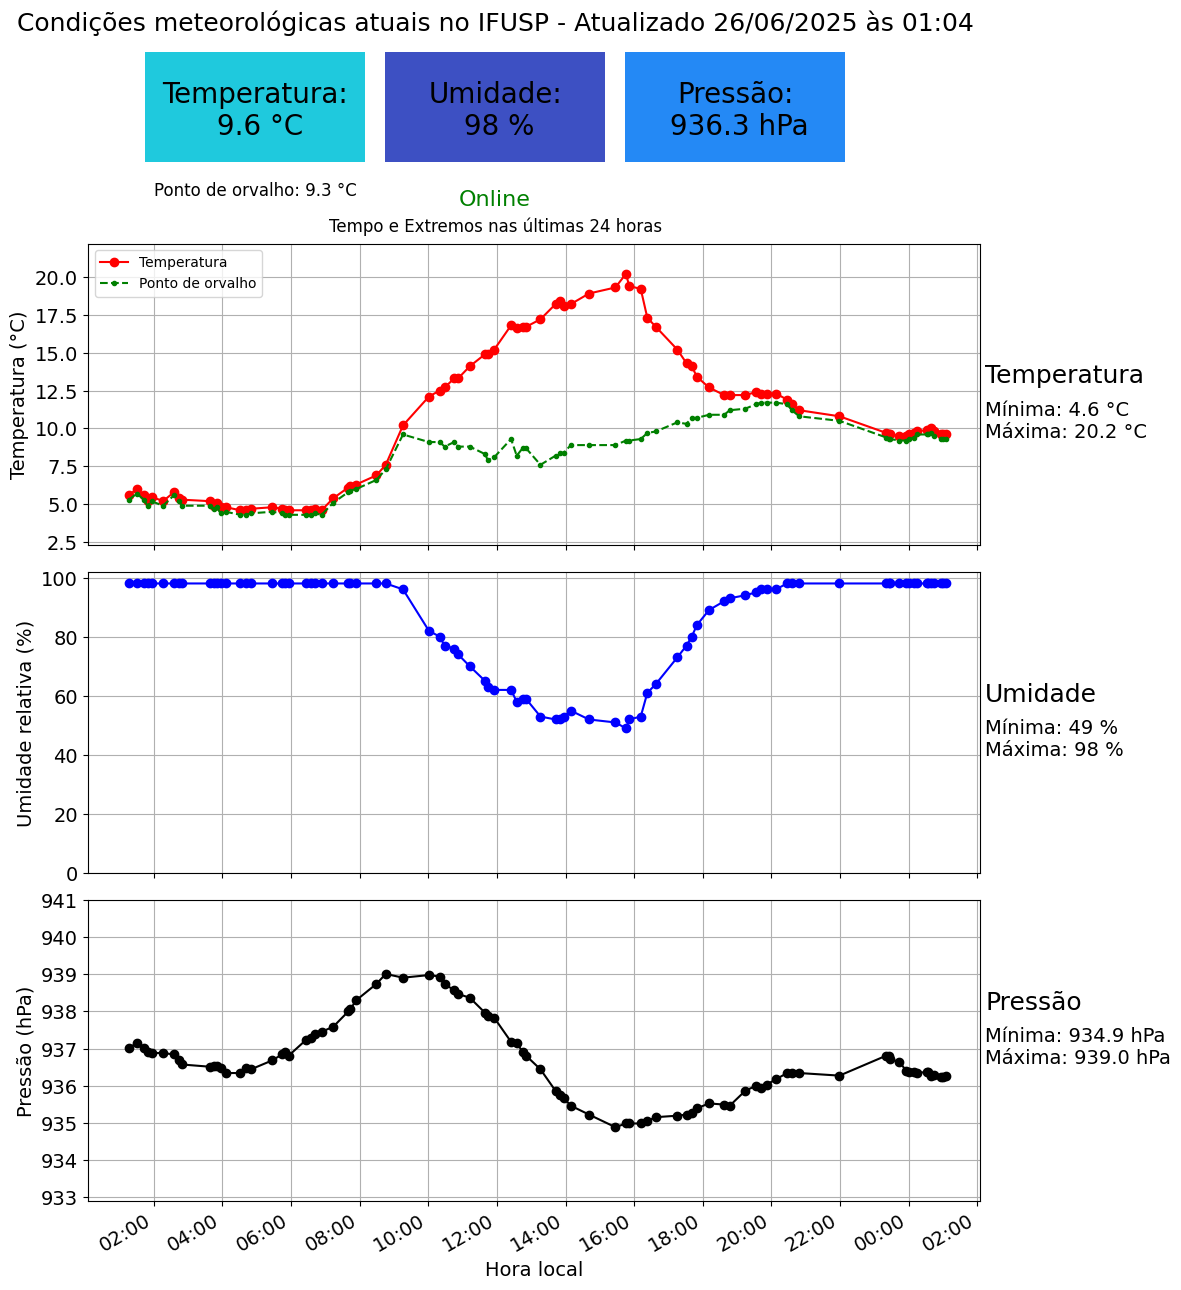 Condições meteorológicas atuais no IFUSP - Atualizado 26/06/2025 às 01:04
Temperatura:
9.6 °C
Umidade:
98 %
Pressão:
936.3 hPa
Ponto de orvalho: 9.3 °C
Online
Tempo e Extremos nas últimas 24 horas
Temperatura
Ponto de orvalho
Temperatura (°C)
20.0
17.5
15.0
12.5
10.0
7.5
5.0
2.5
Temperatura
Mínima: 4.6 °C
Máxima: 20.2 °C
Umidade relativa (%)
100
80
60
40
20
0
Umidade
Mínima: 49 %
Máxima: 98 %
Pressão (hPa)
941
940
939
938
937
936
935
934
933
Pressão
Mínima: 934.9 hPa
Máxima: 939.0 hPa
02:00 04:00 06:00 08:00 10:00 12:00 14:00 16:00 18:00 20:00 22:00 00:00 02:00
Hora local